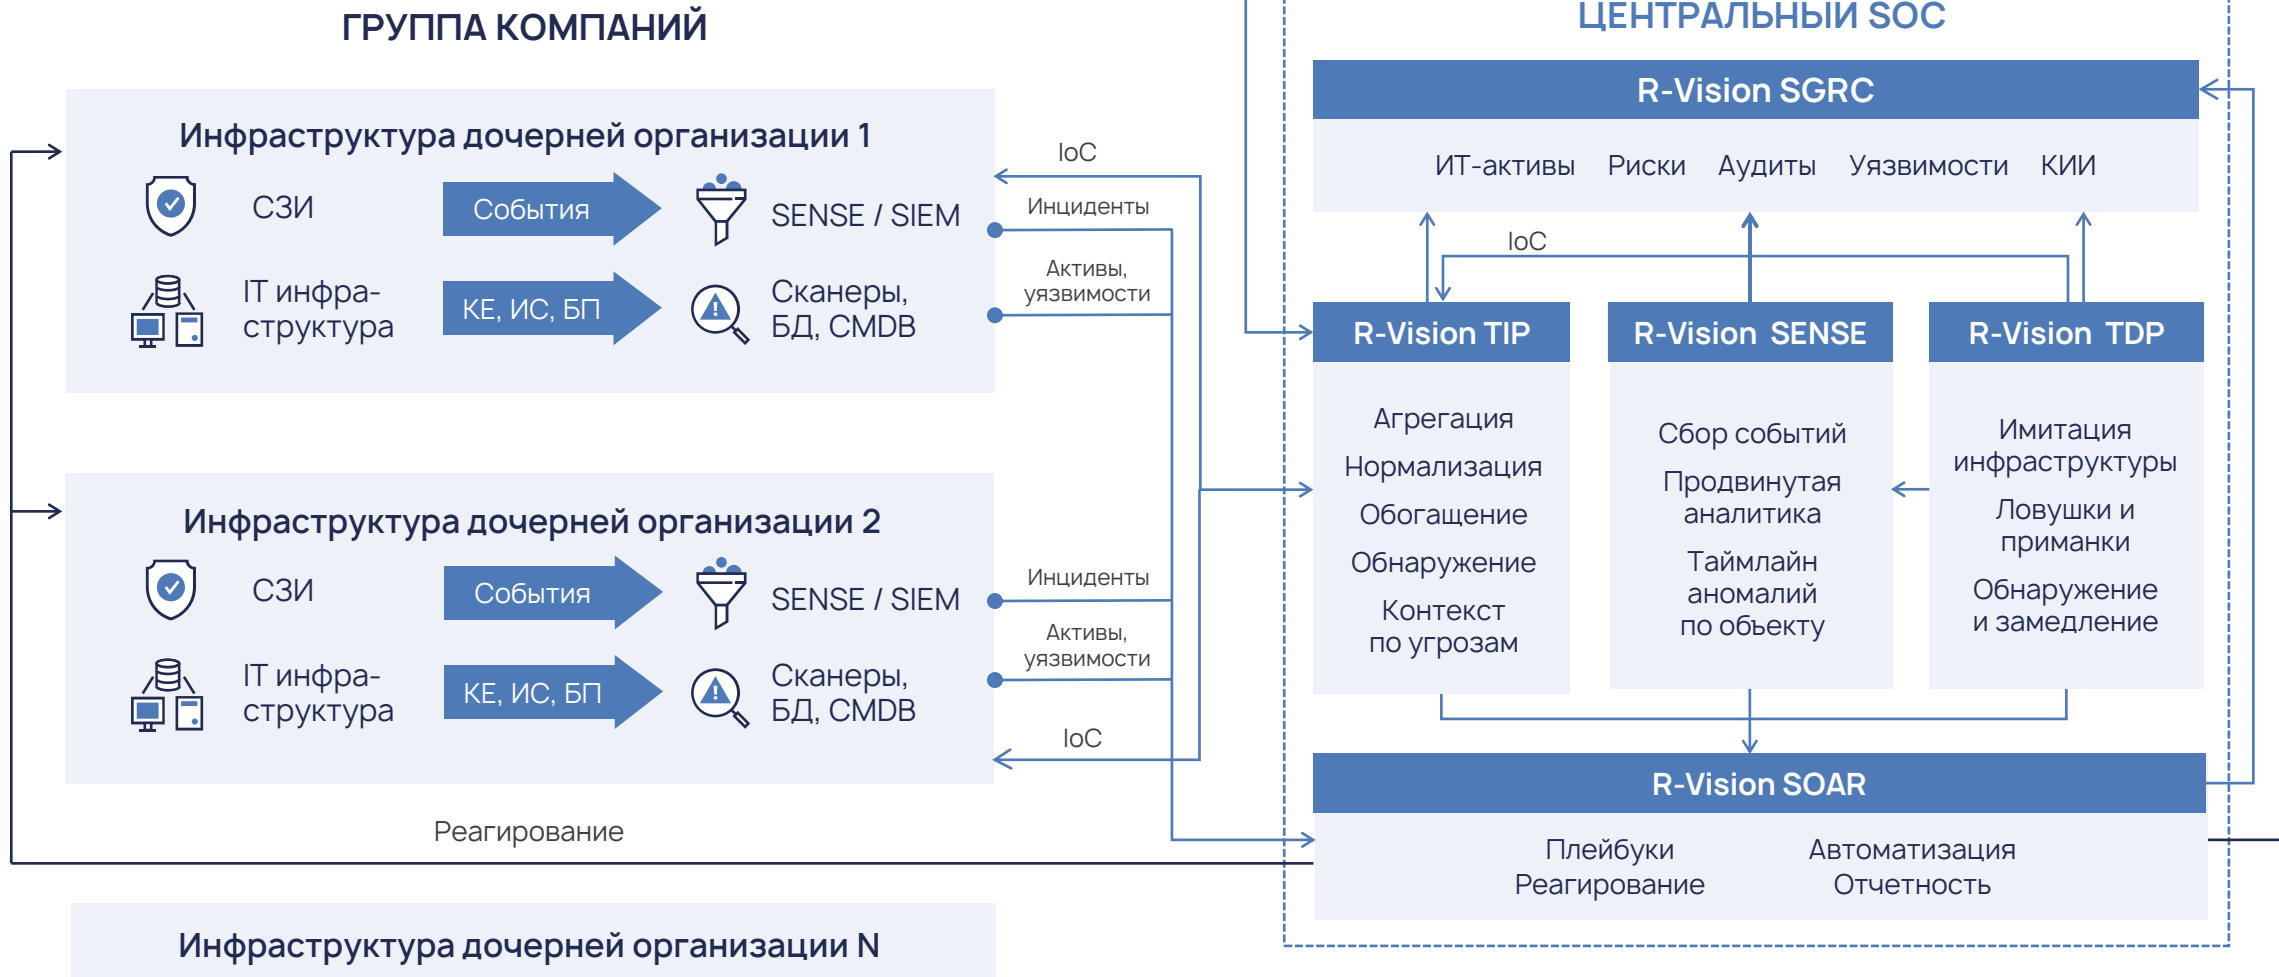 ГРУППА КОМПАНИЙ
Инфраструктура дочерней организации 1
СЗИ
События
SENSE / SIEM
IT инфра-
структура
КЕ, ИС, БП
Сканеры,
БД, CMDB
Инфраструктура дочерней организации 2
СЗИ
События
SENSE / SIEM
IT инфра-
структура
КЕ, ИС, БП
Сканеры,
БД, CMDB
Реагирование
Инфраструктура дочерней организации N
IoC
Инциденты
Активы,
уязвимости
Инциденты
Активы,
уязвимости
IoC
ЦЕНТРАЛЬНЫЙ SOC
R-Vision SGRC
ИТ-активы Риски Аудиты Уязвимости КИИ
IoC
R-Vision TIP
Агрегация
Нормализация
Обогащение
Обнаружение
Контекст
по угрозам
R-Vision SENSE
Сбор событий
Продвинутая
аналитика
Таймлайн
аномалий
по объекту
R-Vision TDP
Имитация
инфраструктуры
Ловушки и
приманки
Обнаружение
и замедление
R-Vision SOAR
Плейбуки
Реагирование
Автоматизация
Отчетность